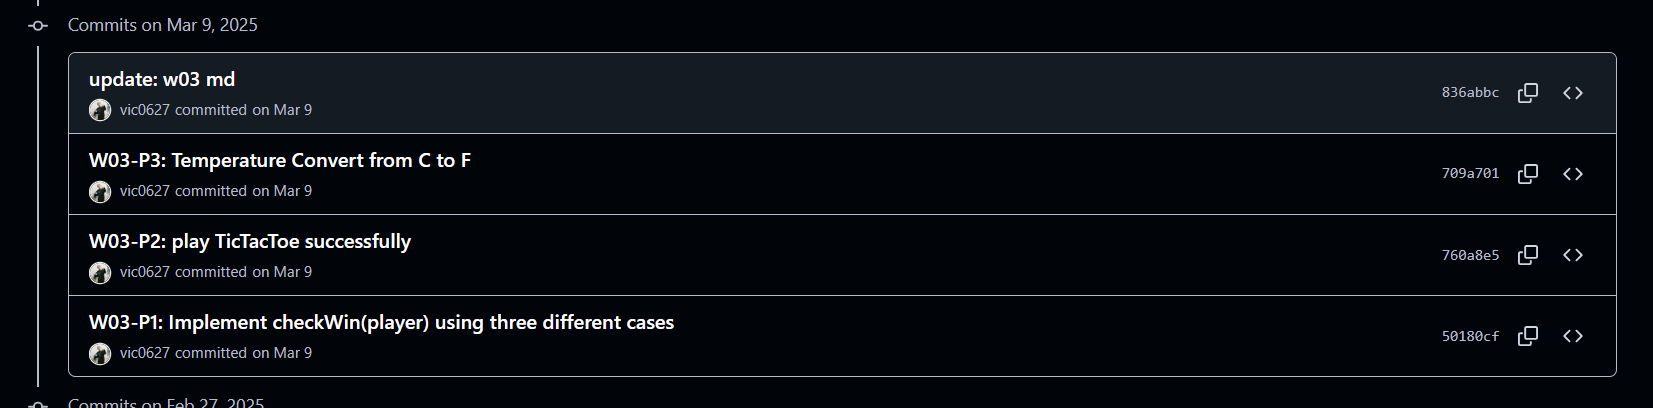 Commits on Mar 9, 2025
update: w03 md
vic0627 committed on Mar 9
836abbc
W03-P3: Temperature Convert from C to F
vic0627 committed on Mar 9
709a701
W03-P2: play TicTacToe successfully
vic0627 committed on Mar 9
760a8e5
W03-P1: Implement checkWin(player) using three different cases
vic0627 committed on Mar 9
50180cf
Commits on Feb 27, 2025